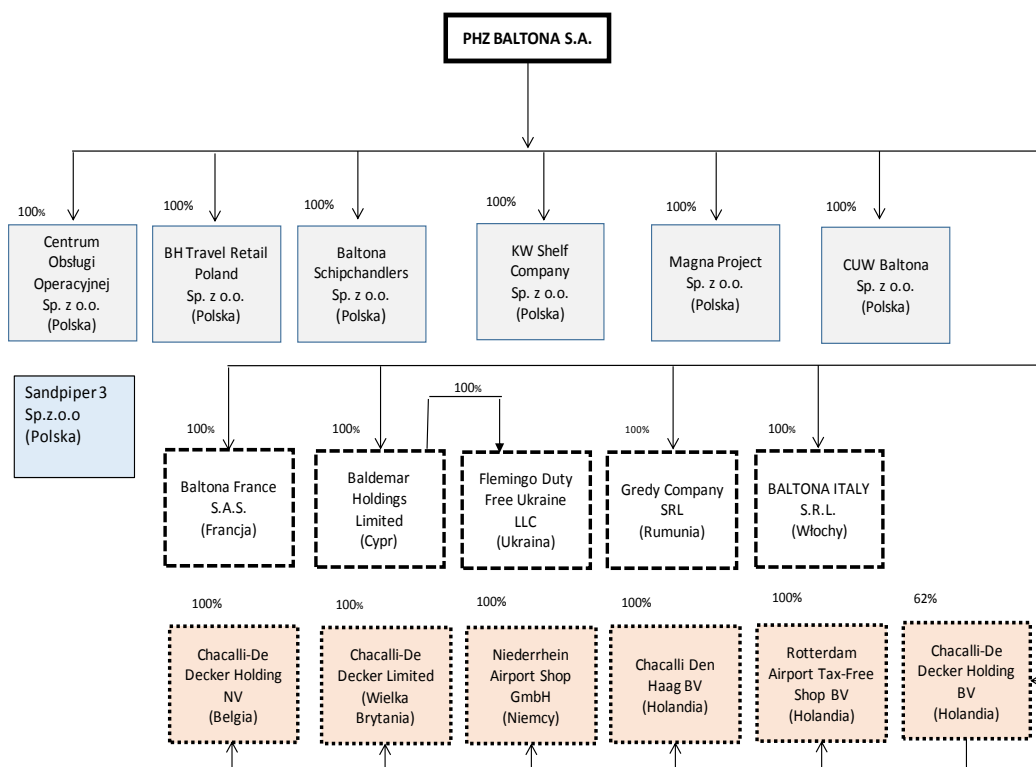 PHZ BALTONA S.A.
100%
100%
100%
100%
100%
100%
Centrum
Obsługi
Operacyjnej
Sp. z o.o.
(Polska)
BH Travel Retail
Poland
Sp. z o.o.
(Polska)
Baltona
Schipchandlers
Sp. z o.o.
(Polska)
KW Shelf
Company
Sp. z o.o.
(Polska)
Magna Project
Sp. z o.o.
(Polska)
CUW Baltona
Sp. z o.o.
(Polska)
Sandpiper 3
Sp.z.o.o
(Polska)
100%
100%
100%
100%
100%
Baltona France
S.A.S.
(Francja)
Baldemar
Holdings
Limited
(Cypr)
Flemingo Duty
Free Ukraine
LLC
(Ukraina)
Gredy Company
SRL
(Rumunia)
BALTONA ITALY
S.R.L.
(Włochy)
100%
100%
100%
100%
100%
62%
Chacalli-De
Decker Holding
NV
(Belgia)
Chacalli-De
Decker Limited
(Wielka
Brytania)
Niederrhein
Airport Shop
GmbH
(Niemcy)
Chacalli Den
Haag BV
(Holandia)
Rotterdam
Airport Tax-Free
Shop BV
(Holandia)
Chacalli-De
Decker Holding
BV
(Holandia)